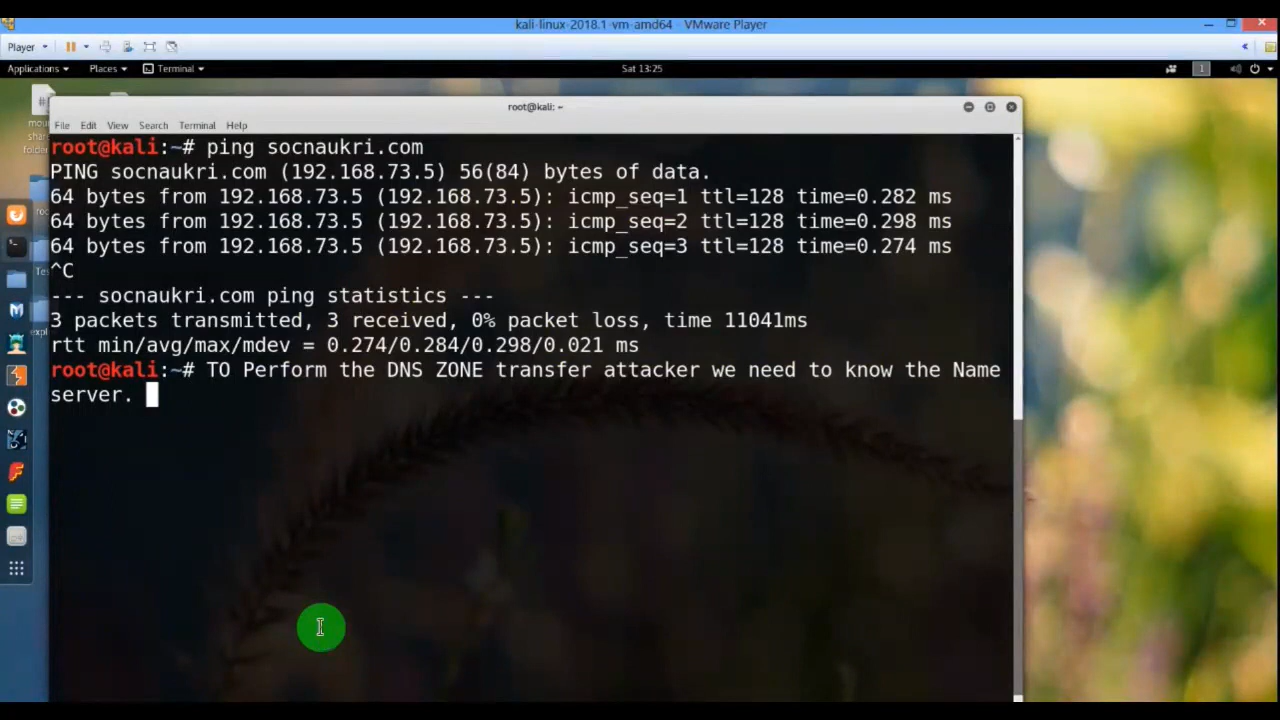 kali-linux-2018.1-vm-amd64 - VMware Player
Player
Applications Places Terminal Sat 13:25 1
root@kali: ~
File Edit View Search Terminal Help
root@kali:~# ping socnaukri.com
PING socnaukri.com (192.168.73.5) 56(84) bytes of data.
64 bytes from 192.168.73.5 (192.168.73.5): icmp_seq=1 ttl=128 time=0.282 ms
64 bytes from 192.168.73.5 (192.168.73.5): icmp_seq=2 ttl=128 time=0.298 ms
64 bytes from 192.168.73.5 (192.168.73.5): icmp_seq=3 ttl=128 time=0.274 ms
^C
--- socnaukri.com ping statistics ---
3 packets transmitted, 3 received, 0% packet loss, time 11041ms
rtt min/avg/max/mdev = 0.274/0.284/0.298/0.021 ms
root@kali:~# TO Perform the DNS ZONE transfer attacker we need to know the Name
server.